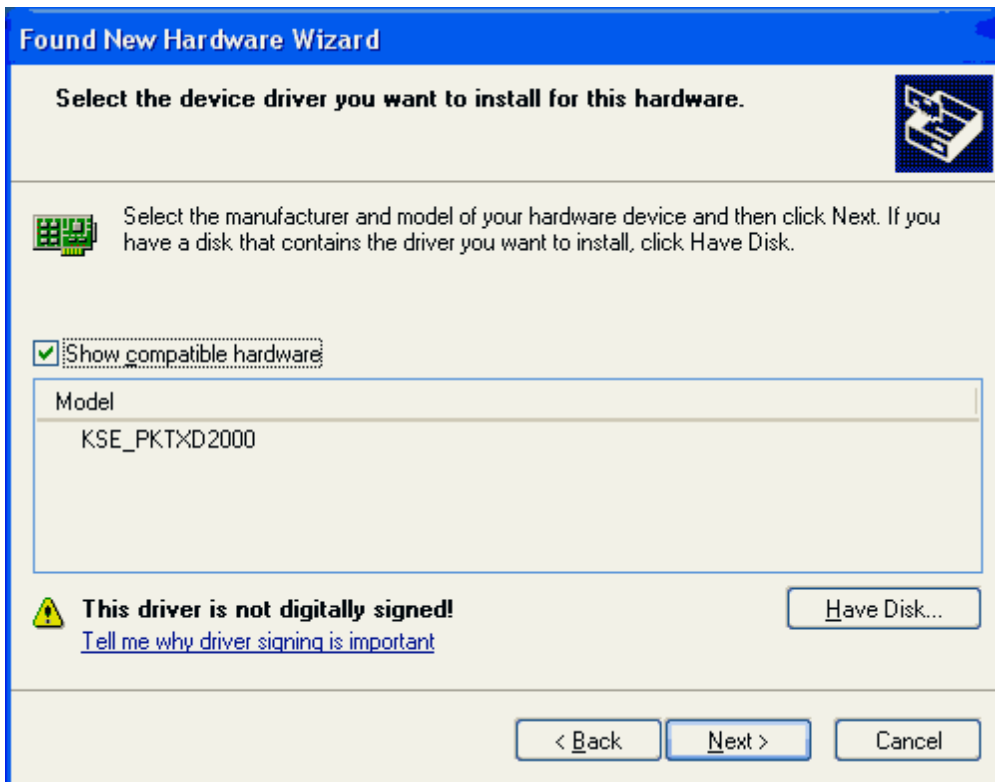 Found New Hardware Wizard
Select the device driver you want to install for this hardware.
Select the manufacturer and model of your hardware device and then click Next. If you
have a disk that contains the driver you want to install, click Have Disk.
Show compatible hardware
Model
KSE_PKTXD2000
This driver is not digitally signed!
Have Disk...
Tell me why driver signing is important
< Back
Next >
Cancel